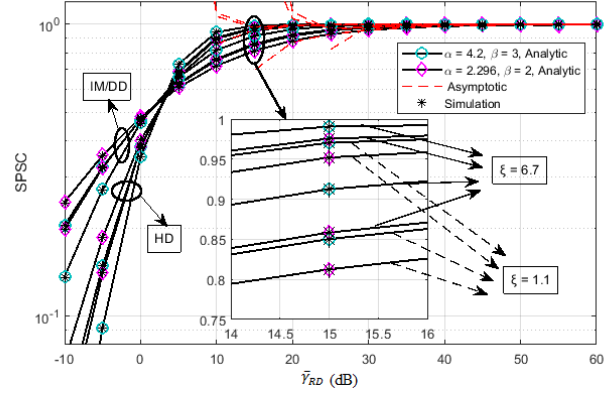 10^0
α = 4.2, β = 3, Analytic
α = 2.296, β = 2, Analytic
Asymptotic
Simulation
IM/DD
HD
SPSC
10^-1
1
0.95
0.9
0.85
0.8
0.75
14 14.5 15 15.5 16
ξ = 6.7
ξ = 1.1
-10 0 10 20 30 40 50 60
γ̄_RD (dB)